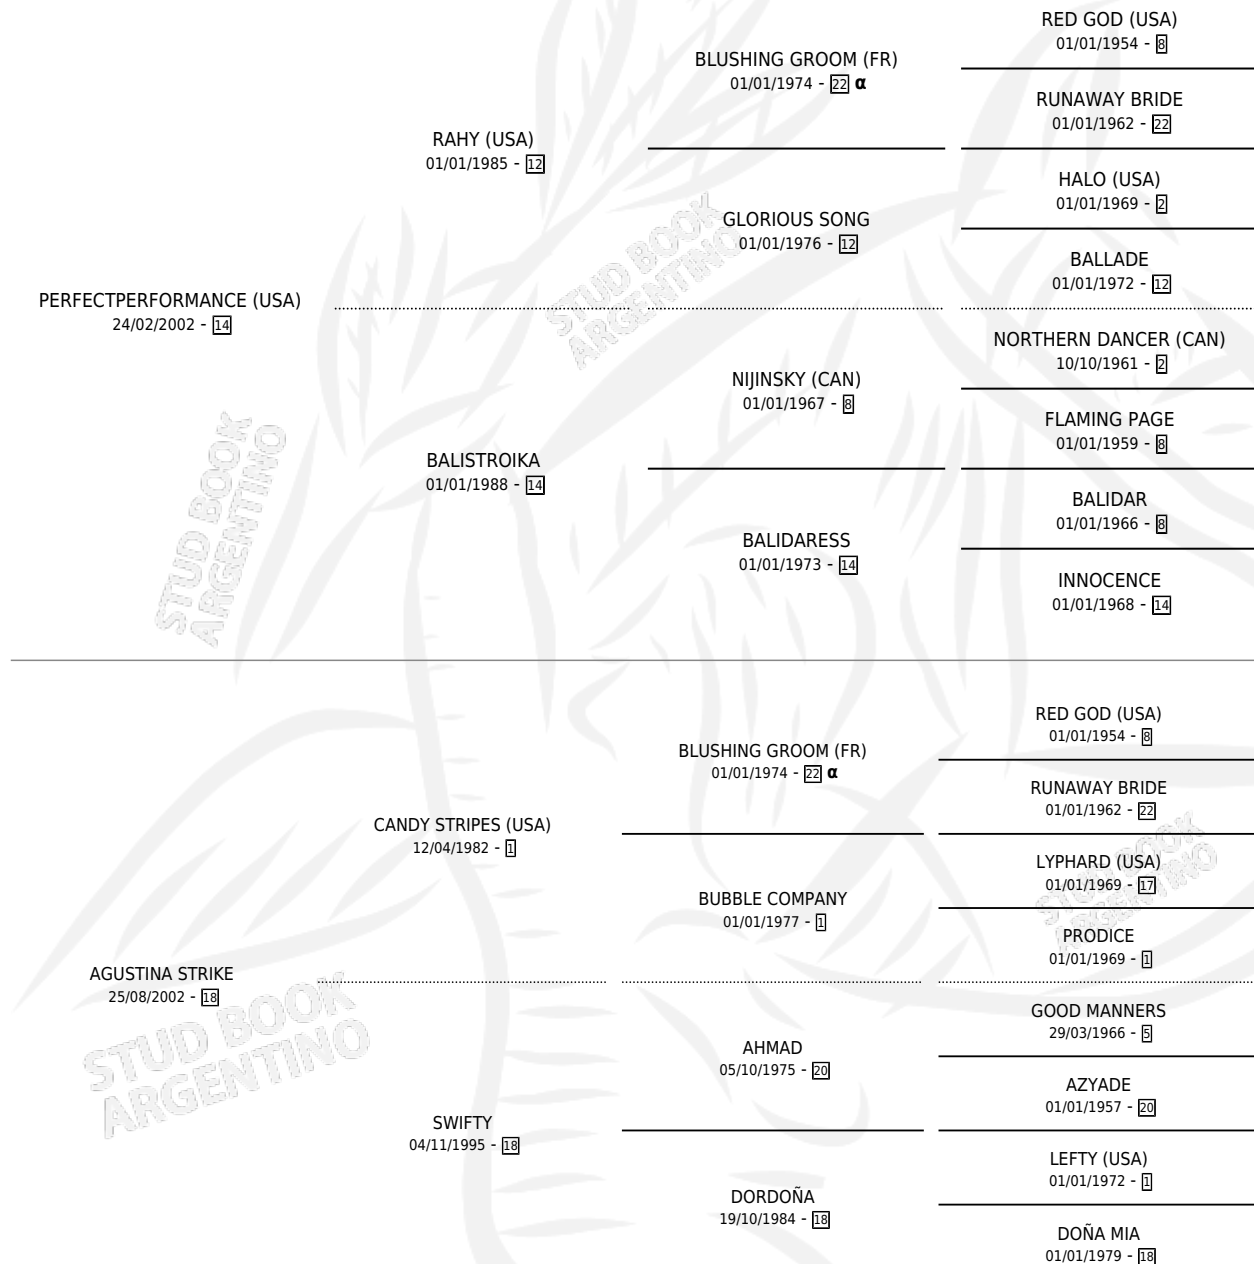 RED GOD (USA)
01/01/1954 - 8
BLUSHING GROOM (FR)
01/01/1974 - 22 α
RUNAWAY BRIDE
01/01/1962 - 22
RAHY (USA)
01/01/1985 - 12
HALO (USA)
01/01/1969 - 2
GLORIOUS SONG
01/01/1976 - 12
BALLADE
01/01/1972 - 12
PERFECTPERFORMANCE (USA)
24/02/2002 - 14
NORTHERN DANCER (CAN)
10/10/1961 - 2
NIJINSKY (CAN)
01/01/1967 - 8
FLAMING PAGE
01/01/1959 - 8
BALISTROIKA
01/01/1988 - 14
BALIDAR
01/01/1966 - 8
BALIDARESS
01/01/1973 - 14
INNOCENCE
01/01/1968 - 14
STUD BOOK
ARGENTINO
STUD BOOK
ARGENTINO
RED GOD (USA)
01/01/1954 - 8
BLUSHING GROOM (FR)
01/01/1974 - 22 α
RUNAWAY BRIDE
01/01/1962 - 22
CANDY STRIPES (USA)
12/04/1982 - 1
LYPHARD (USA)
01/01/1969 - 17
BUBBLE COMPANY
01/01/1977 - 1
PRODICE
01/01/1969 - 1
AGUSTINA STRIKE
25/08/2002 - 18
GOOD MANNERS
29/03/1966 - 5
AHMAD
05/10/1975 - 20
AZYADE
01/01/1957 - 20
SWIFTY
04/11/1995 - 18
LEFTY (USA)
01/01/1972 - 1
DORDOÑA
19/10/1984 - 18
DOÑA MIA
01/01/1979 - 18
STUD BOOK
ARGENTINO
STUD BOOK
ARGENTINO